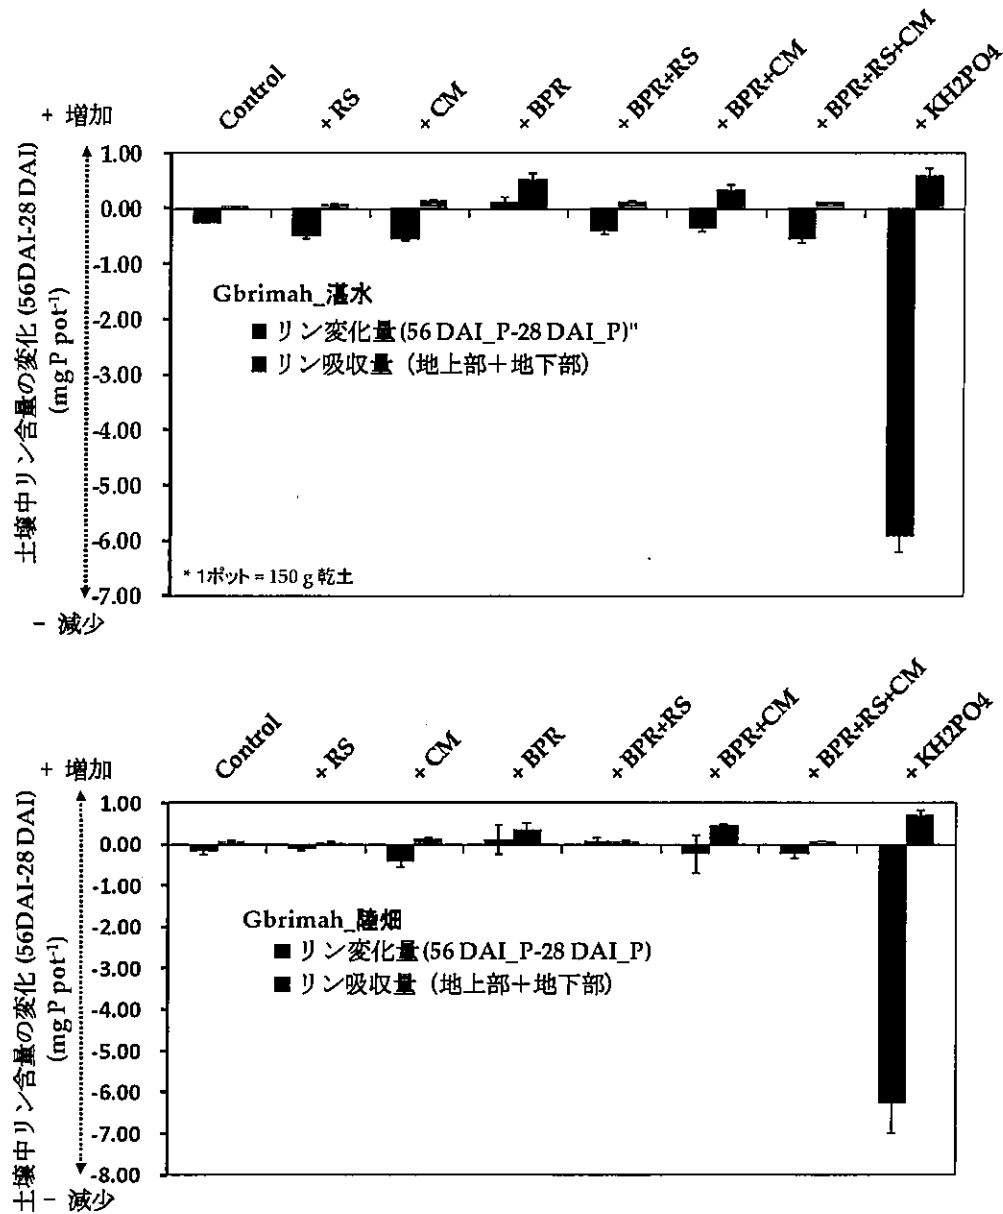 Control
+ RS
+ CM
+ BPR
+ BPR+RS
+ BPR+CM
+ BPR+RS+CM
+ KH2PO4
+ 増加
土壌中リン含量の変化 (56DAI-28 DAI)
(mg P pot-1)
1.00
0.00
-1.00
-2.00
-3.00
-4.00
-5.00
-6.00
-7.00
Gbrimah_湛水
■ リン変化量 (56 DAI_P-28 DAI_P)"
■ リン吸収量（地上部＋地下部）
* 1ポット = 150 g 乾土
− 減少
Control
+ RS
+ CM
+ BPR
+ BPR+RS
+ BPR+CM
+ BPR+RS+CM
+ KH2PO4
+ 増加
土壌中リン含量の変化 (56DAI-28 DAI)
(mg P pot-1)
1.00
0.00
-1.00
-2.00
-3.00
-4.00
-5.00
-6.00
-7.00
-8.00
Gbrimah_陸畑
■ リン変化量 (56 DAI_P-28 DAI_P)
■ リン吸収量（地上部＋地下部）
− 減少